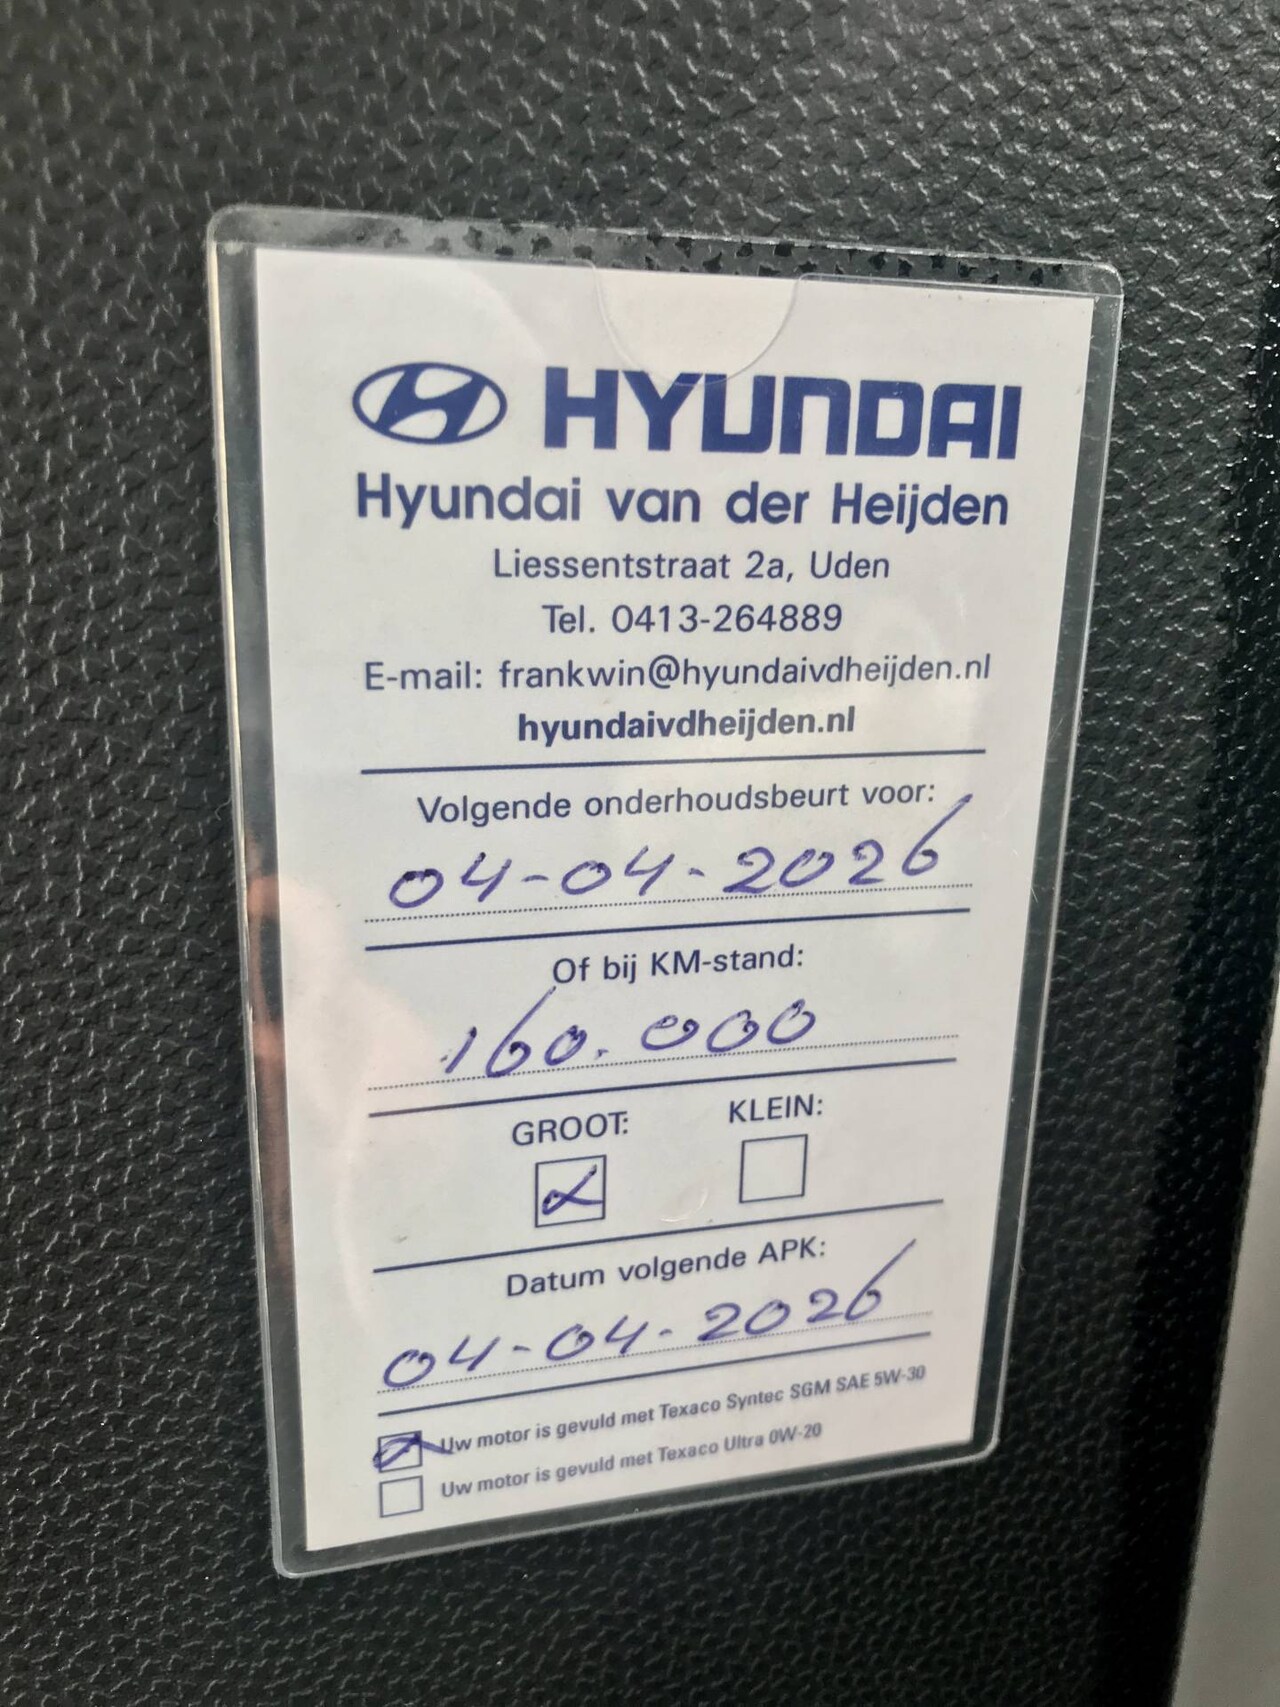 HYUNDAI
Hyundai van der Heijden
Liessentstraat 2a, Uden
Tel. 0413-264889
E-mail: frankwin@hyundaivdheijden.nl
hyundaivdheijden.nl
Volgende onderhoudsbeurt voor:
04-04-2026
Of bij KM-stand:
160.000
GROOT: KLEIN:
Datum volgende APK:
04-04-2026
Uw motor is gevuld met Texaco Syntec SGM SAE 5W-30
Uw motor is gevuld met Texaco Ultra 0W-20